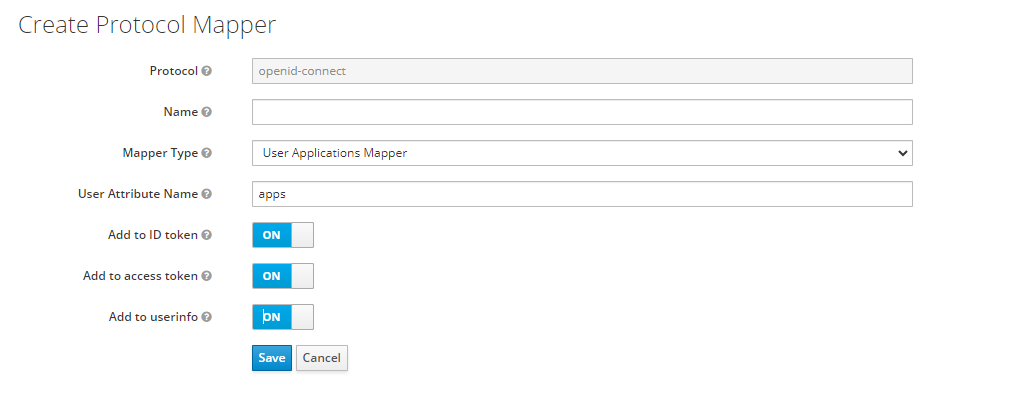 Create Protocol Mapper
Protocol ?
openid-connect
Name ?
Mapper Type ?
User Applications Mapper
User Attribute Name ?
apps
Add to ID token ?
ON
Add to access token ?
ON
Add to userinfo ?
ON
Save Cancel